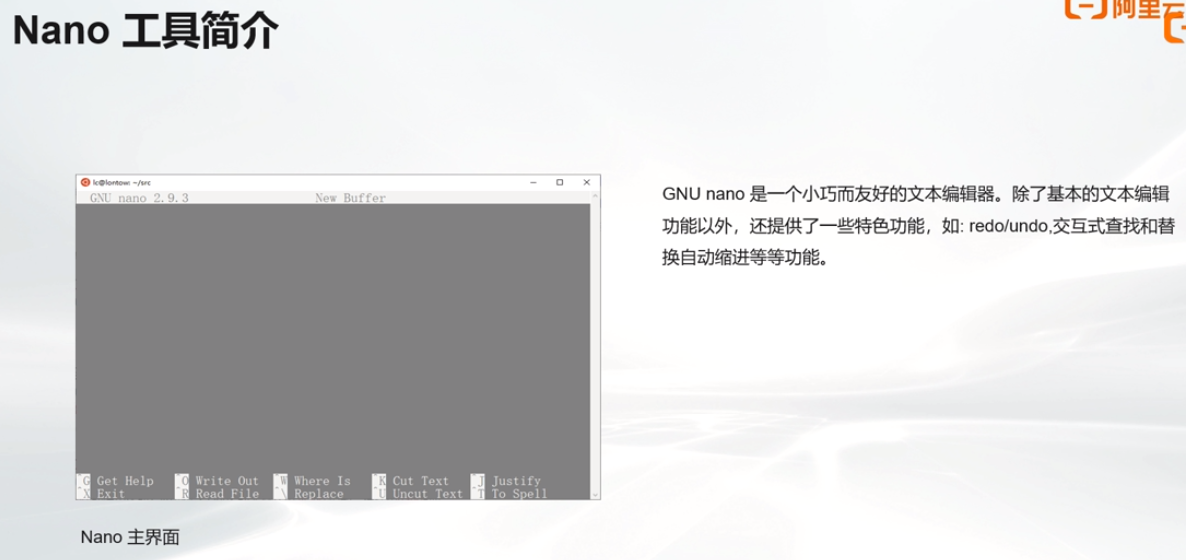 Nano 工具简介
阿里云
lc@lontow: ~/src
GNU nano 2.9.3 New Buffer
GNU nano 是一个小巧而友好的文本编辑器。除了基本的文本编辑
功能以外，还提供了一些特色功能，如: redo/undo,交互式查找和替
换自动缩进等等功能。
^G Get Help ^O Write Out ^W Where Is ^K Cut Text ^J Justify
^X Exit ^R Read File ^\ Replace ^U Uncut Text ^T To Spell
Nano 主界面